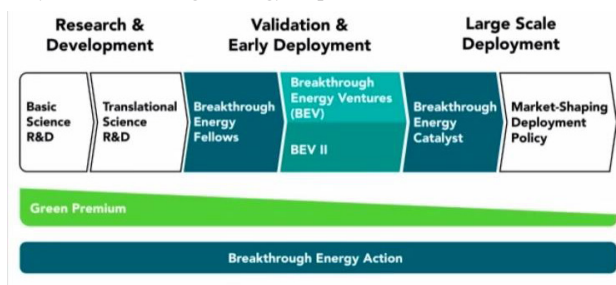 Research &
Development
Validation &
Early Deployment
Large Scale
Deployment
Basic
Science
R&D
Translational
Science
R&D
Breakthrough
Energy
Fellows
Breakthrough
Energy Ventures
(BEV)
BEV II
Breakthrough
Energy
Catalyst
Market-Shaping
Deployment
Policy
Green Premium
Breakthrough Energy Action